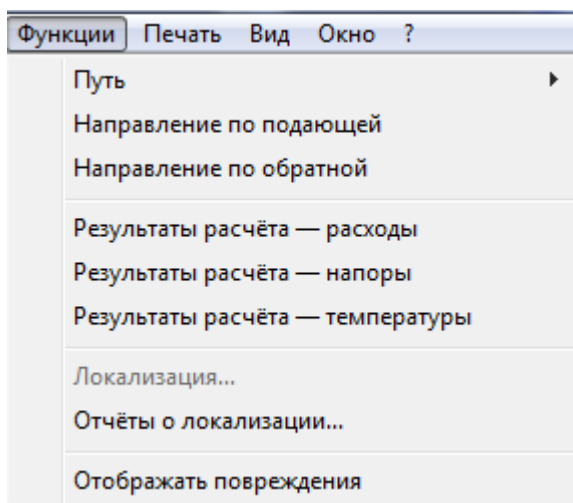 Функции Печать Вид Окно ?
Путь
Направление по подающей
Направление по обратной
Результаты расчёта — расходы
Результаты расчёта — напоры
Результаты расчёта — температуры
Локализация...
Отчёты о локализации...
Отображать повреждения